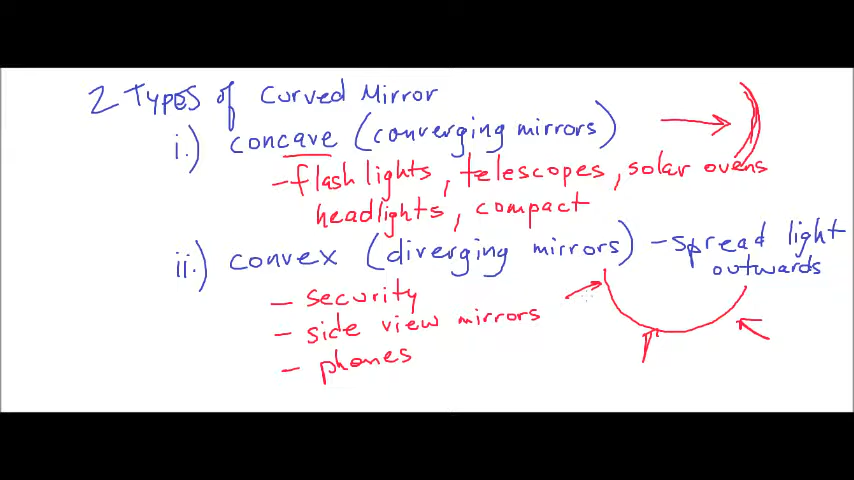 2 Types of Curved Mirror
i.) concave (converging mirrors)
- flash lights, telescopes, solar ovens
headlights, compact
ii.) convex (diverging mirrors) - spread light
outwards
- security
- side view mirrors
- phones